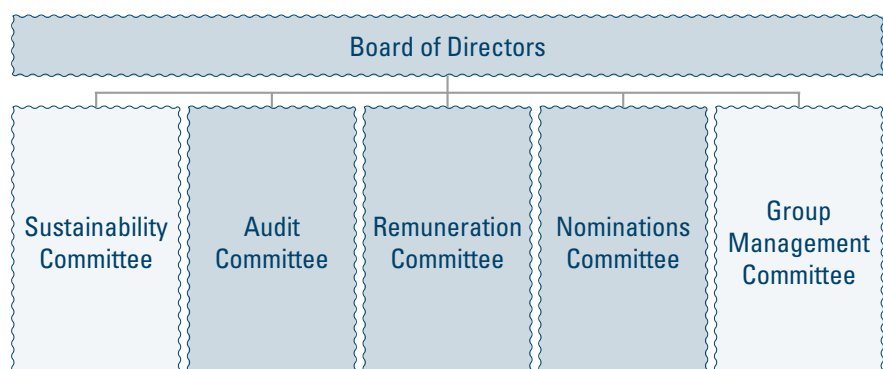 Board of Directors
Sustainability
Committee
Audit
Committee
Remuneration
Committee
Nominations
Committee
Group
Management
Committee